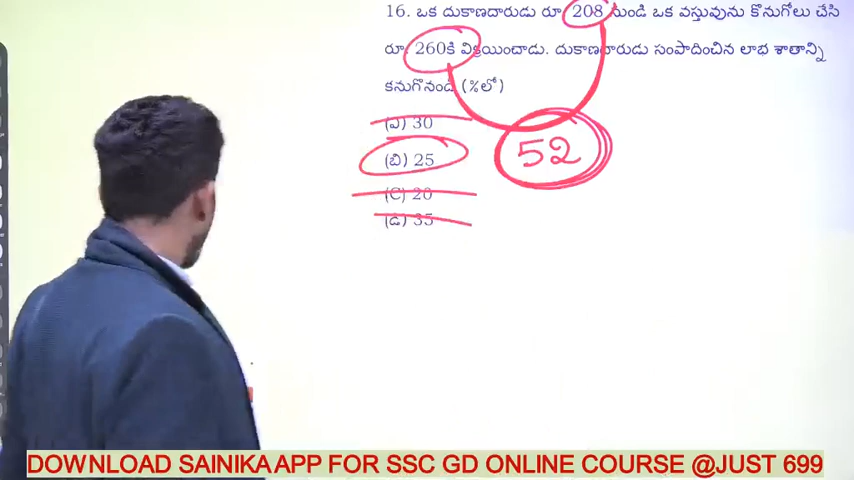 16. ఒక దుకాణదారుడు రూ 208 నుండి ఒక వస్తువును కొనుగోలు చేసి
రూ. 260కి విక్రయించాడు. దుకాణదారుడు సంపాదించిన లాభ శాతాన్ని
కనుగొనండి (%లో)
(ఎ) 30
(బి) 25
52
(C) 20
(డి) 35
DOWNLOAD SAINIKA APP FOR SSC GD ONLINE COURSE @JUST 699